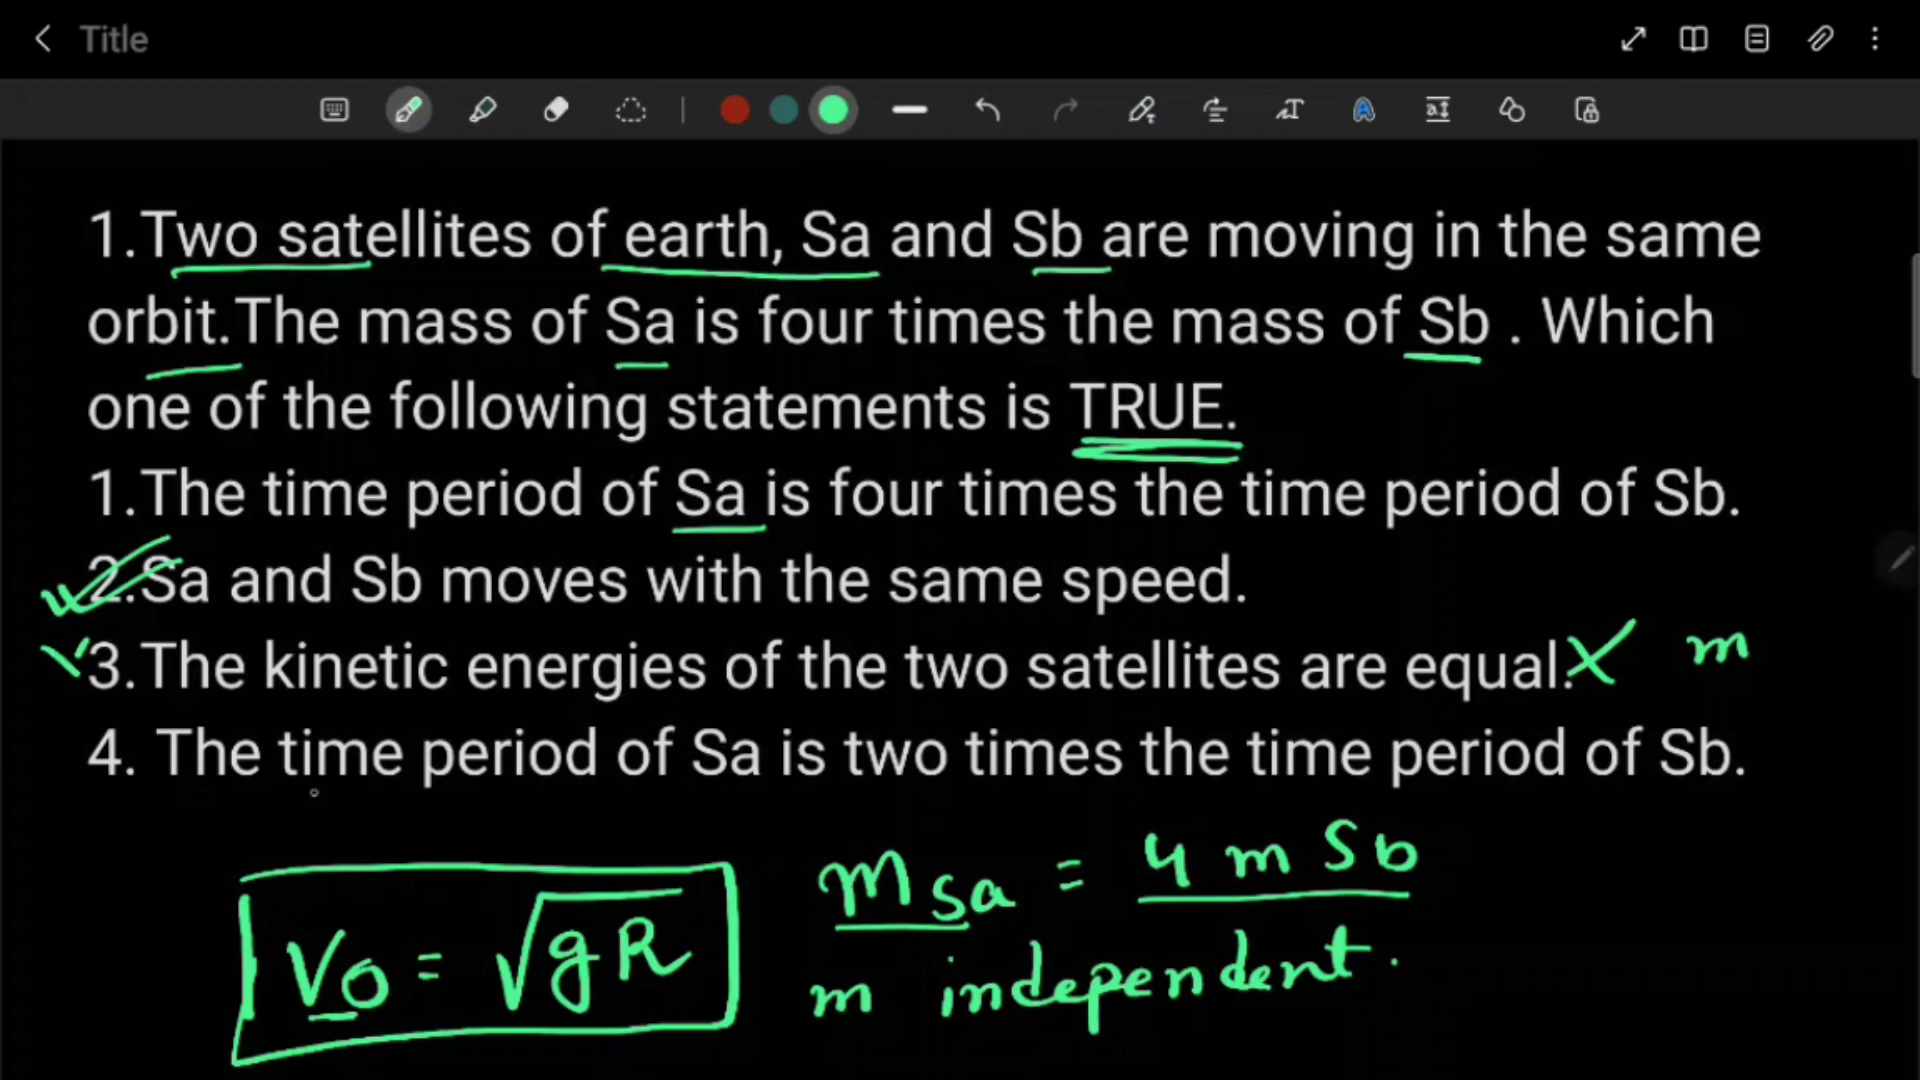 Title
1.Two satellites of earth, Sa and Sb are moving in the same
orbit.The mass of Sa is four times the mass of Sb . Which
one of the following statements is TRUE.
1.The time period of Sa is four times the time period of Sb.
2.Sa and Sb moves with the same speed.
3.The kinetic energies of the two satellites are equal. m
4. The time period of Sa is two times the time period of Sb.
m Sa = 4 m Sb
Vo = √gR
m independent.